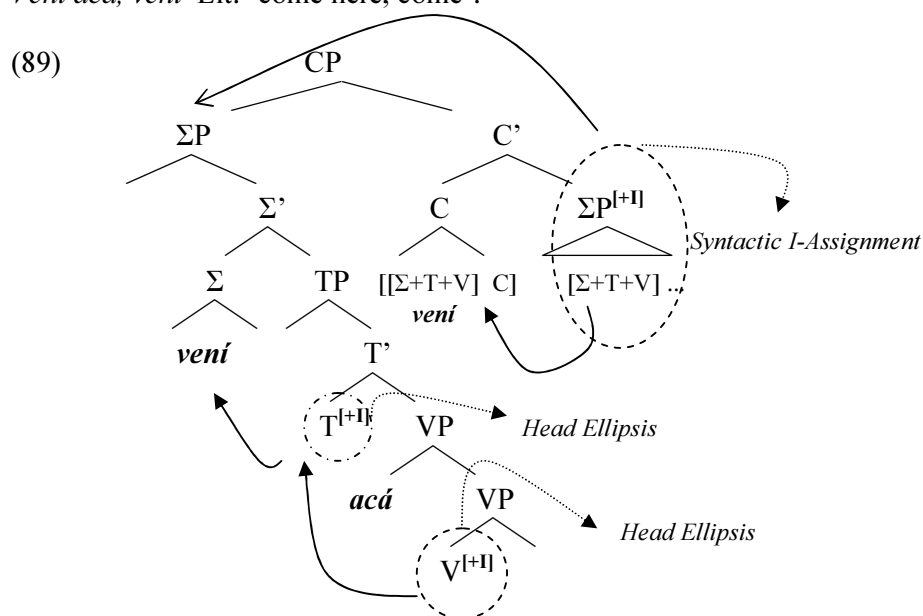 Vení acá, vení Lit: 'come here, come'.
(89)
CP
ΣP C'
Σ' C ΣP[+I] Syntactic I-Assignment
Σ TP [[Σ+T+V] C] [Σ+T+V] ...
vení T' vení
T[+I] VP Head Ellipsis
acá VP Head Ellipsis
V[+I]